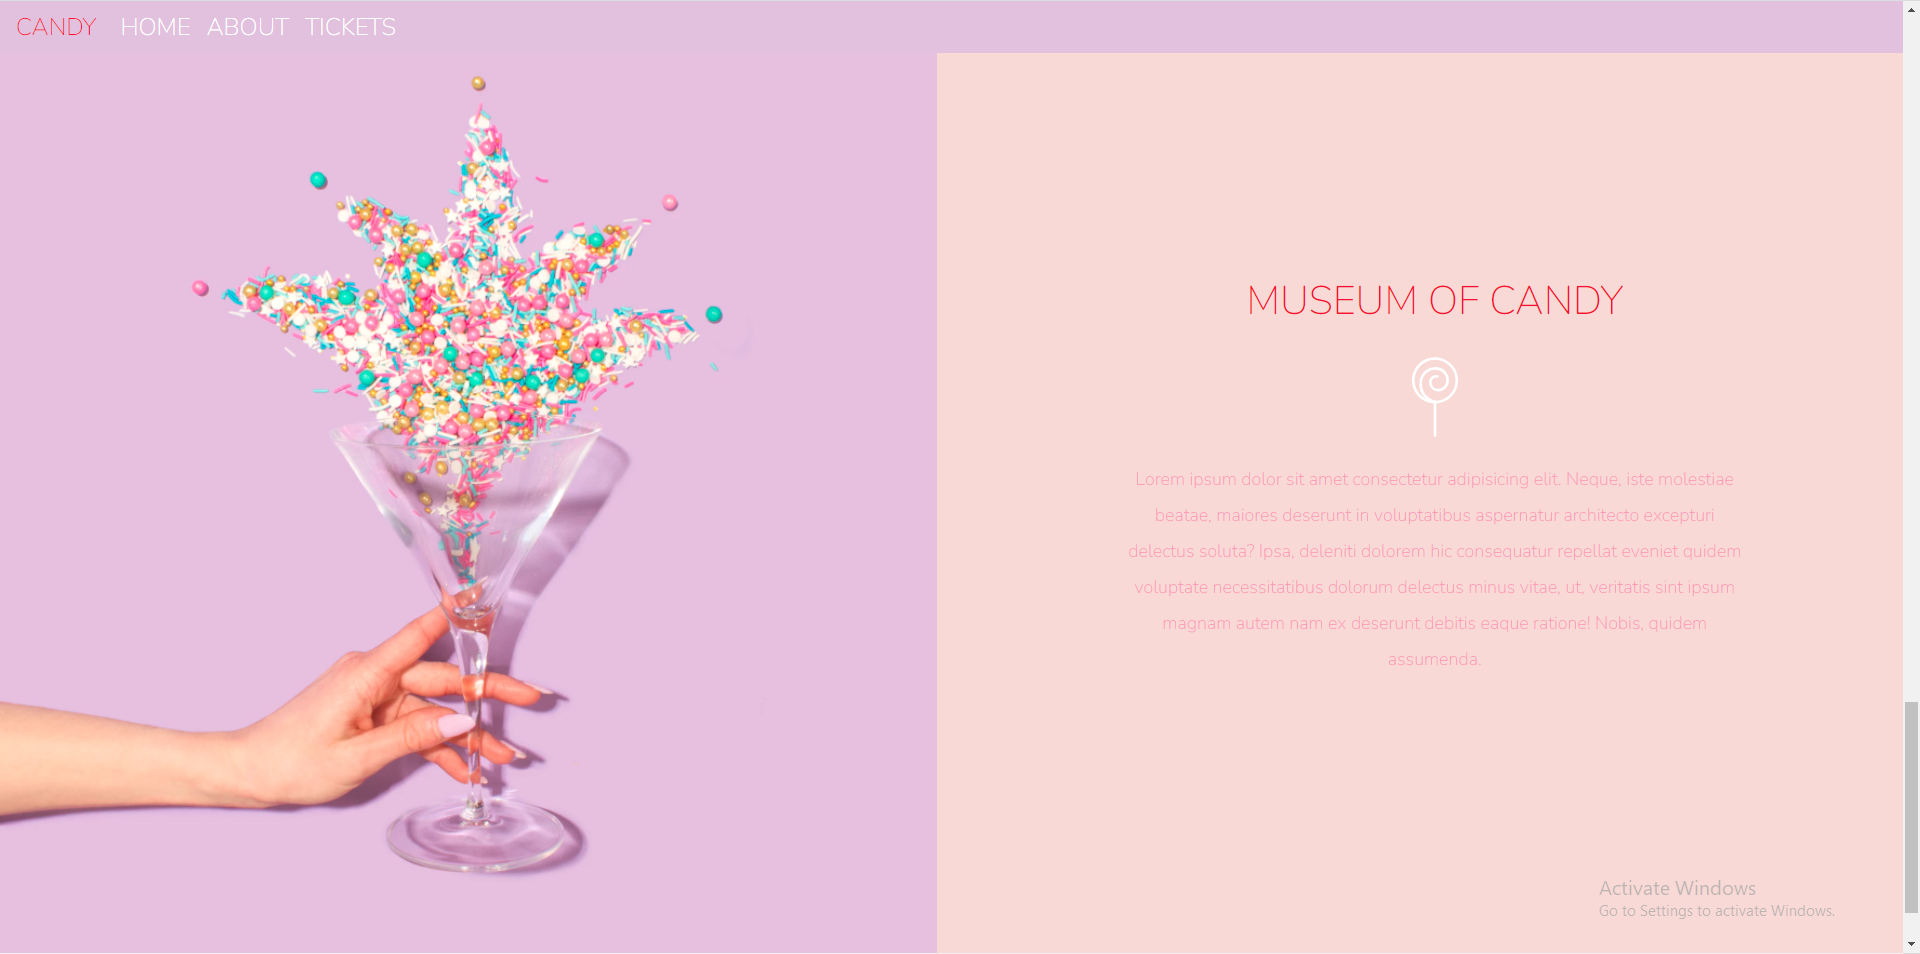 CANDY HOME ABOUT TICKETS
MUSEUM OF CANDY
Lorem ipsum dolor sit amet consectetur adipisicing elit. Neque, iste molestiae
beatae, maiores deserunt in voluptatibus aspernatur architecto excepturi
delectus soluta? Ipsa, deleniti dolorem hic consequatur repellat eveniet quidem
voluptate necessitatibus dolorum delectus minus vitae, ut, veritatis sint ipsum
magnam autem nam ex deserunt debitis eaque ratione! Nobis, quidem
assumenda.
Activate Windows
Go to Settings to activate Windows.